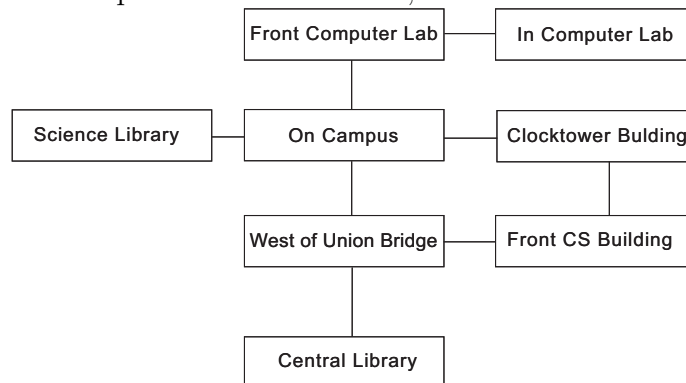 Front Computer Lab
In Computer Lab
Science Library
On Campus
Clocktower Bulding
West of Union Bridge
Front CS Building
Central Library